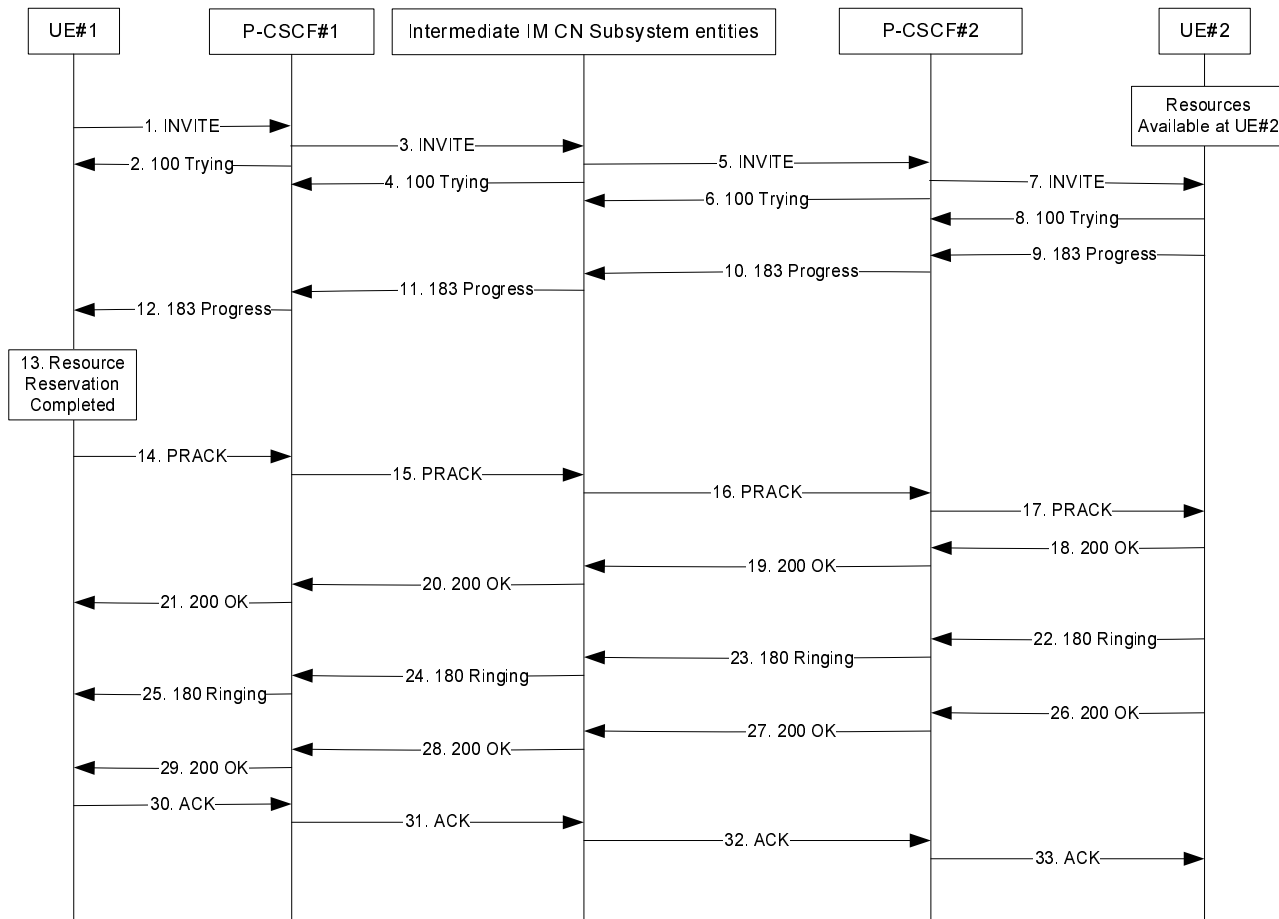 UE#1
P-CSCF#1
Intermediate IM CN Subsystem entities
P-CSCF#2
UE#2
Resources
Available at UE#2
1. INVITE
3. INVITE
2. 100 Trying
5. INVITE
4. 100 Trying
7. INVITE
6. 100 Trying
8. 100 Trying
9. 183 Progress
10. 183 Progress
11. 183 Progress
12. 183 Progress
13. Resource
Reservation
Completed
14. PRACK
15. PRACK
16. PRACK
17. PRACK
18. 200 OK
19. 200 OK
20. 200 OK
21. 200 OK
22. 180 Ringing
23. 180 Ringing
24. 180 Ringing
25. 180 Ringing
26. 200 OK
27. 200 OK
28. 200 OK
29. 200 OK
30. ACK
31. ACK
32. ACK
33. ACK